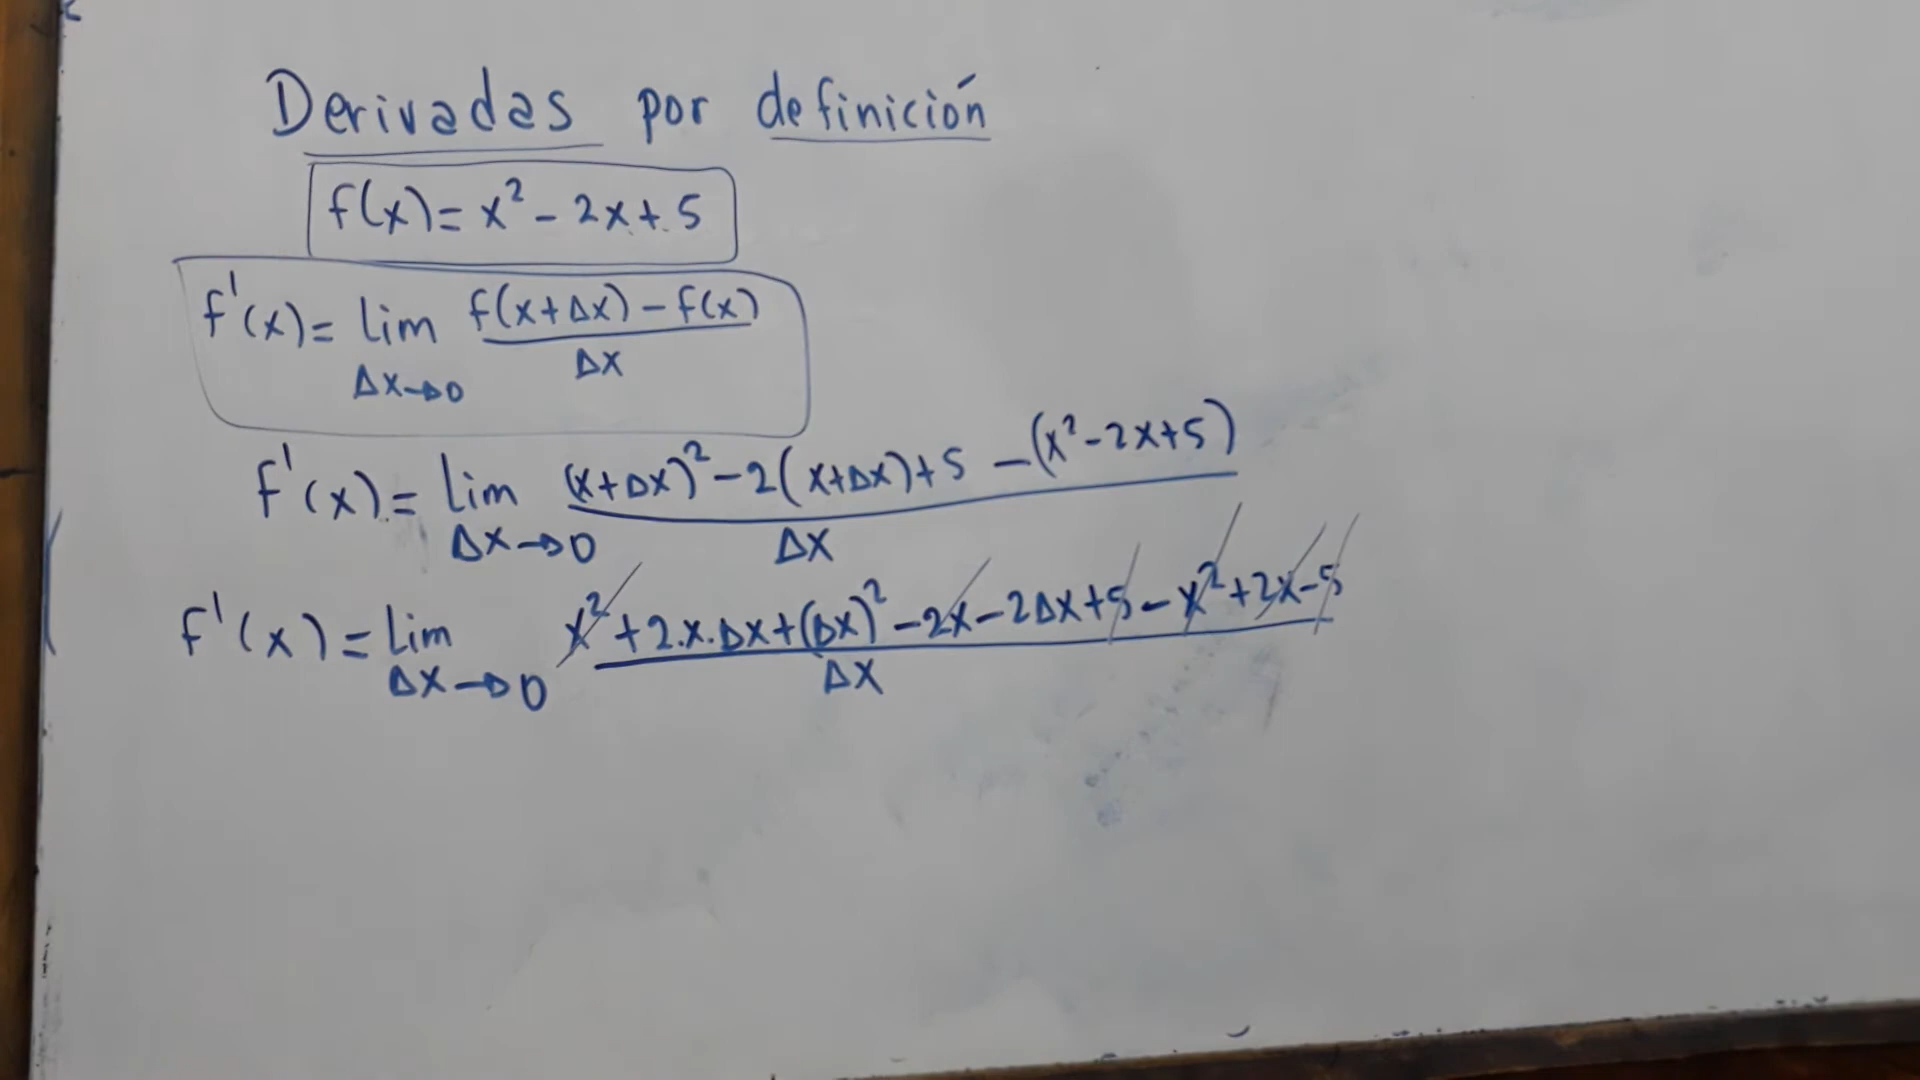 Derivadas por definición
f(x) = x² - 2x + 5
f'(x) = lim f(x+Δx) - f(x)
Δx→0 Δx
f'(x) = lim (x+Δx)² - 2(x+Δx) + 5 - (x² - 2x + 5)
Δx→0 Δx
f'(x) = lim x² + 2.x.Δx + (Δx)² - 2x - 2Δx + 5 - x² + 2x - 5
Δx→0 Δx